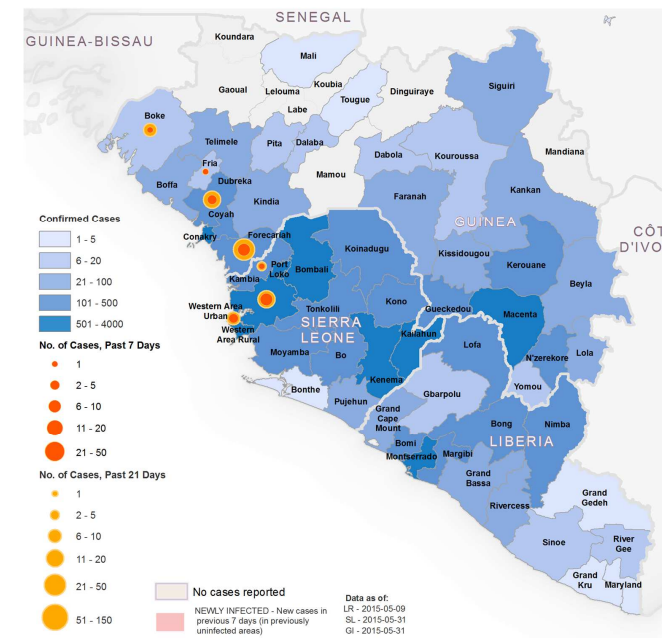 SENEGAL
GUINEA-BISSAU
Koundara
Mali
Koubia
Gaoual
Lelouma
Labe
Tougue
Dinguiraye
Siguiri
Boke
Telimele
Pita
Dalaba
Dabola
Kouroussa
Mandiana
Fria
Dubreka
Mamou
Boffa
Kindia
Faranah
Kankan
Coyah
GUINEA
CÔT
D'IVO
Conakry
Forecariah
Koinadugu
Kissidougou
Kerouane
Beyla
Port
Loko
Bombali
Kambia
Kono
Gueckedou
Macenta
Western Area
Urban
Tonkolili
SIERRA
LEONE
Western
Area Rural
Kailahun
Lofa
N'zerekore
Lola
Moyamba
Bo
Kenema
Yomou
Bonthe
Pujehun
Gbarpolu
Grand
Cape
Mount
Bong
Nimba
LIBERIA
Bomi
Montserrado
Margibi
Grand
Bassa
Rivercess
Grand
Gedeh
Sinoe
River
Gee
Grand
Kru
Maryland
Confirmed Cases
1 - 5
6 - 20
21 - 100
101 - 500
501 - 4000
No. of Cases, Past 7 Days
1
2 - 5
6 - 10
11 - 20
21 - 50
No. of Cases, Past 21 Days
1
2 - 5
6 - 10
11 - 20
21 - 50
51 - 150
No cases reported
NEWLY INFECTED - New cases in
previous 7 days (in previously
uninfected areas)
Data as of:
LR - 2015-05-09
SL - 2015-05-31
GI - 2015-05-31